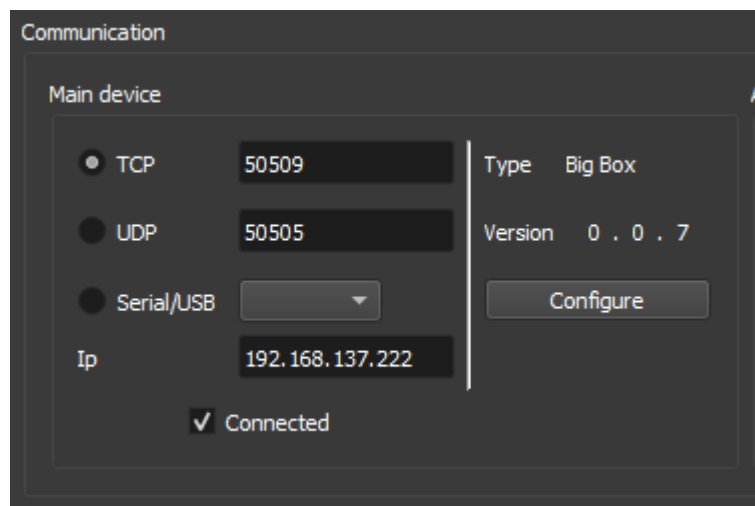 Communication
Main device
TCP 50509
UDP 50505
Serial/USB
Ip 192.168.137.222
Connected
Type Big Box
Version 0 . 0 . 7
Configure